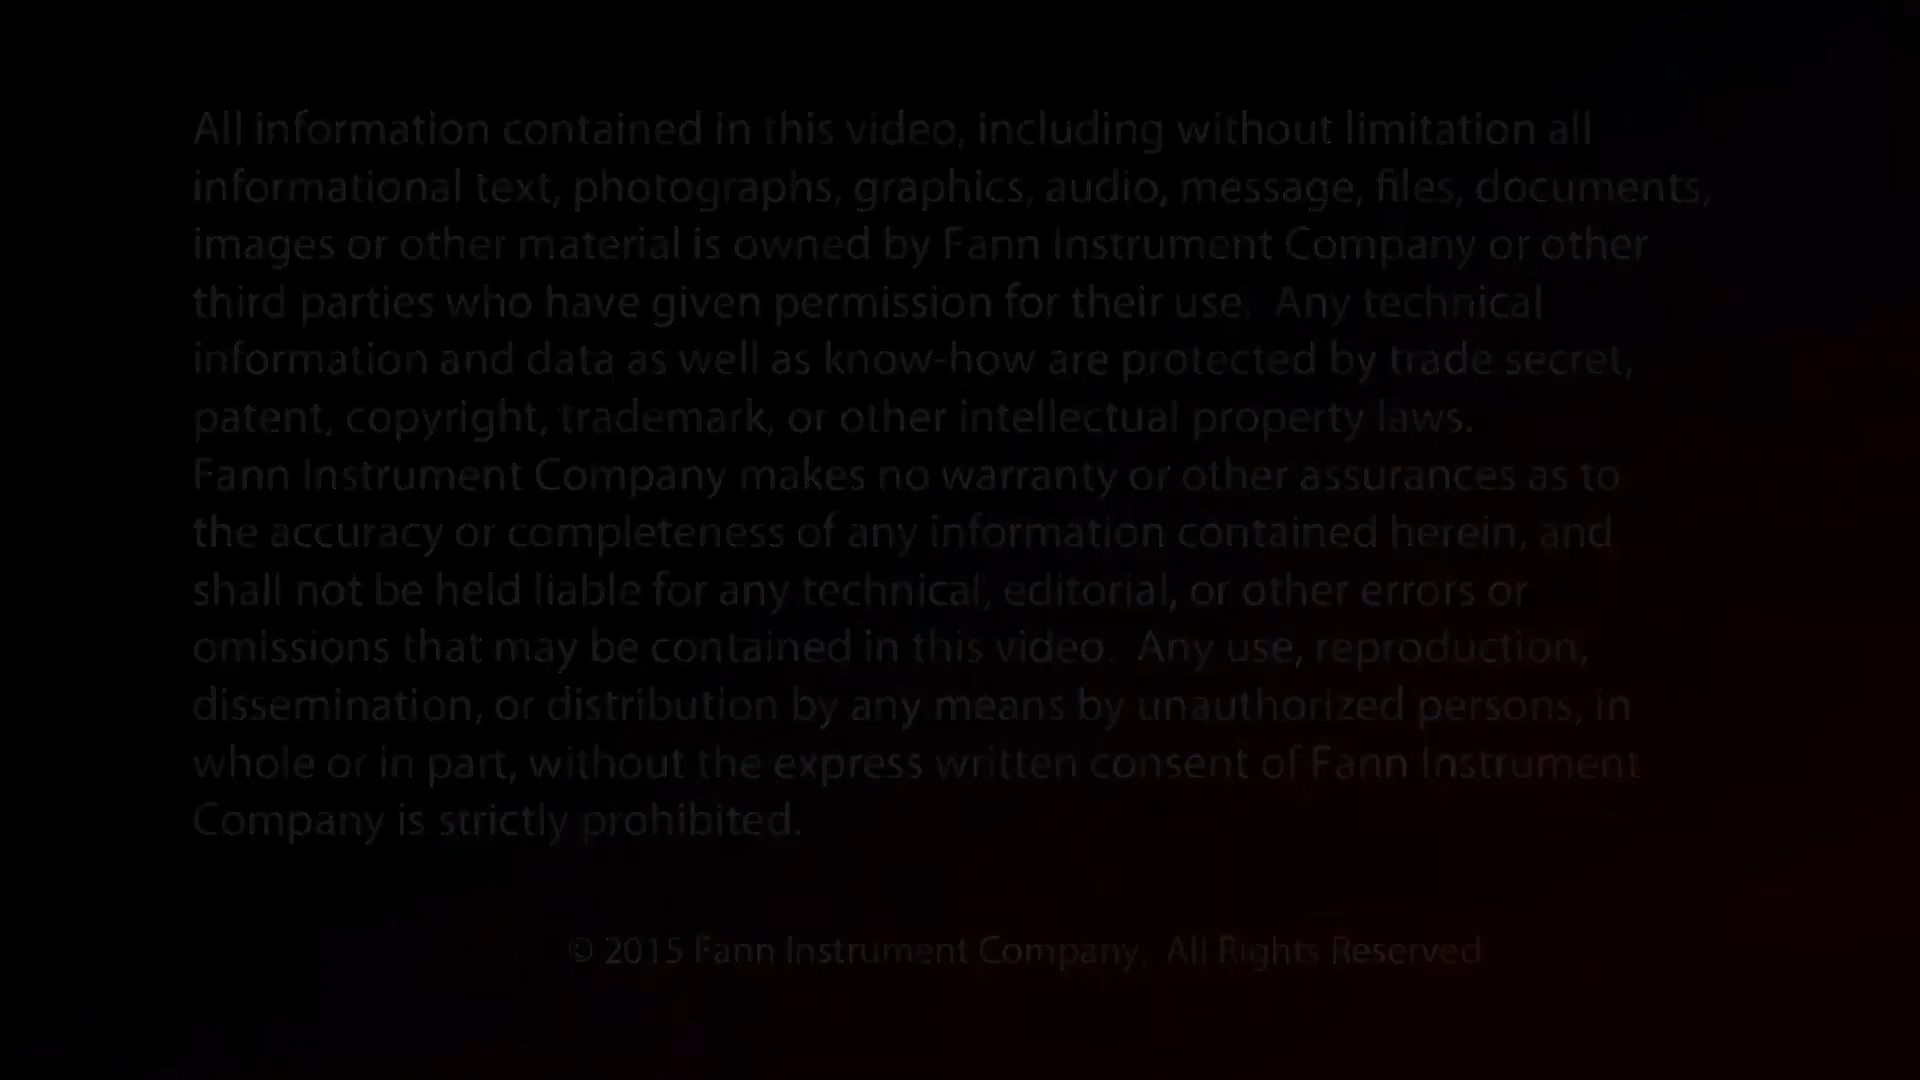 All information contained in this video, including without limitation all
informational text, photographs, graphics, audio, message, files, documents,
images or other material is owned by Fann Instrument Company or other
third parties who have given permission for their use.  Any technical
information and data as well as know-how are protected by trade secret,
patent, copyright, trademark, or other intellectual property laws.
Fann Instrument Company makes no warranty or other assurances as to
the accuracy or completeness of any information contained herein, and
shall not be held liable for any technical, editorial, or other errors or
omissions that may be contained in this video.  Any use, reproduction,
dissemination, or distribution by any means by unauthorized persons, in
whole or in part, without the express written consent of Fann Instrument
Company is strictly prohibited.
© 2015 Fann Instrument Company.  All Rights Reserved